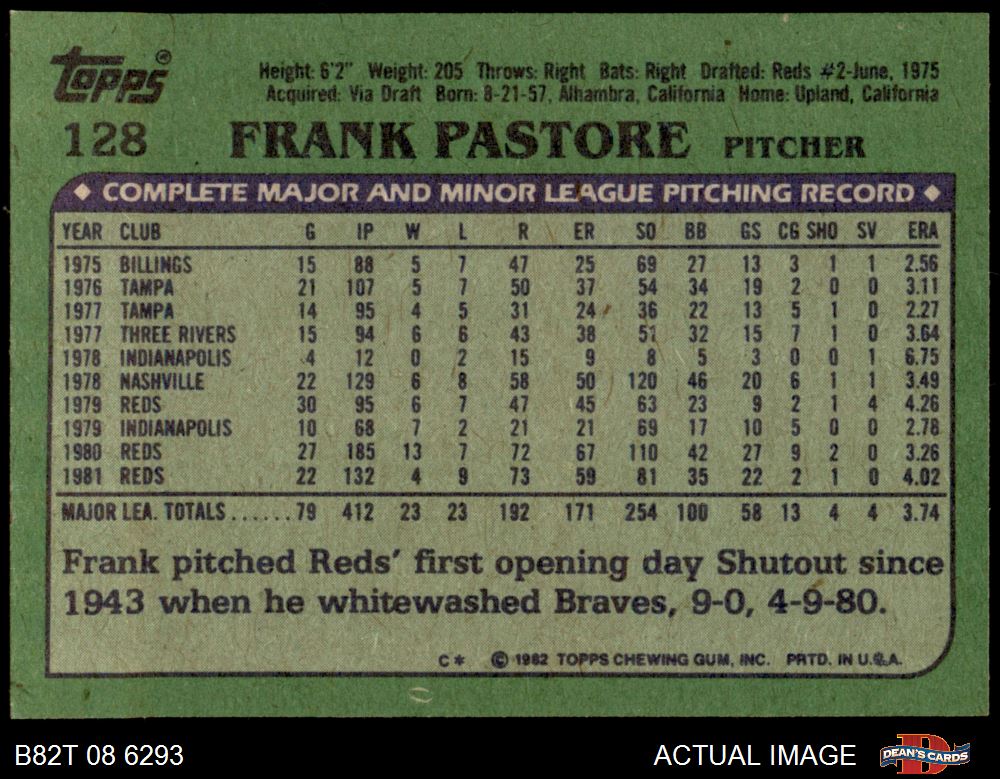 Topps®
Height: 6'2" Weight: 205 Throws: Right Bats: Right Drafted: Reds #2-June, 1975
Acquired: Via Draft Born: 8-21-57, Alhambra, California Home: Upland, California
128 FRANK PASTORE PITCHER
◆ COMPLETE MAJOR AND MINOR LEAGUE PITCHING RECORD ◆
YEAR CLUB G IP W L R ER SO BB GS CG SHO SV ERA
1975 BILLINGS 15 88 5 7 47 25 69 27 13 3 1 1 2.56
1976 TAMPA 21 107 5 7 50 37 54 34 19 2 0 0 3.11
1977 TAMPA 14 95 4 5 31 24 36 22 13 5 1 0 2.27
1977 THREE RIVERS 15 94 6 6 43 38 51 32 15 7 1 0 3.64
1978 INDIANAPOLIS 4 12 0 2 15 9 8 5 3 0 0 1 6.75
1978 NASHVILLE 22 129 6 8 58 50 120 46 20 6 1 1 3.49
1979 REDS 30 95 6 7 47 45 63 23 9 2 1 4 4.26
1979 INDIANAPOLIS 10 68 7 2 21 21 69 17 10 5 0 0 2.78
1980 REDS 27 185 13 7 72 67 110 42 27 9 2 0 3.26
1981 REDS 22 132 4 9 73 59 81 35 22 2 1 0 4.02
MAJOR LEA. TOTALS......79 412 23 23 192 171 254 100 58 13 4 4 3.74
Frank pitched Reds' first opening day Shutout since
1943 when he whitewashed Braves, 9-0, 4-9-80.
C* © 1982 TOPPS CHEWING GUM, INC. PRTD. IN U.S.A.
B82T 08 6293 ACTUAL IMAGE DEAN'S CARDS